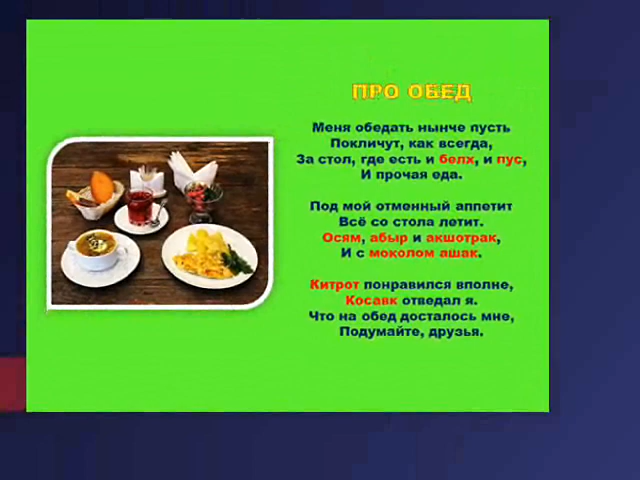 ПРО ОБЕД
Меня обедать нынче пусть
Покличут, как всегда,
За стол, где есть и белх, и пус,
И прочая еда.
Под мой отменный аппетит
Всё со стола летит.
Осям, абыр и акшотрак,
И с моколом ашак.
Китрот понравился вполне,
Косавк отведал я.
Что на обед досталось мне,
Подумайте, друзья.